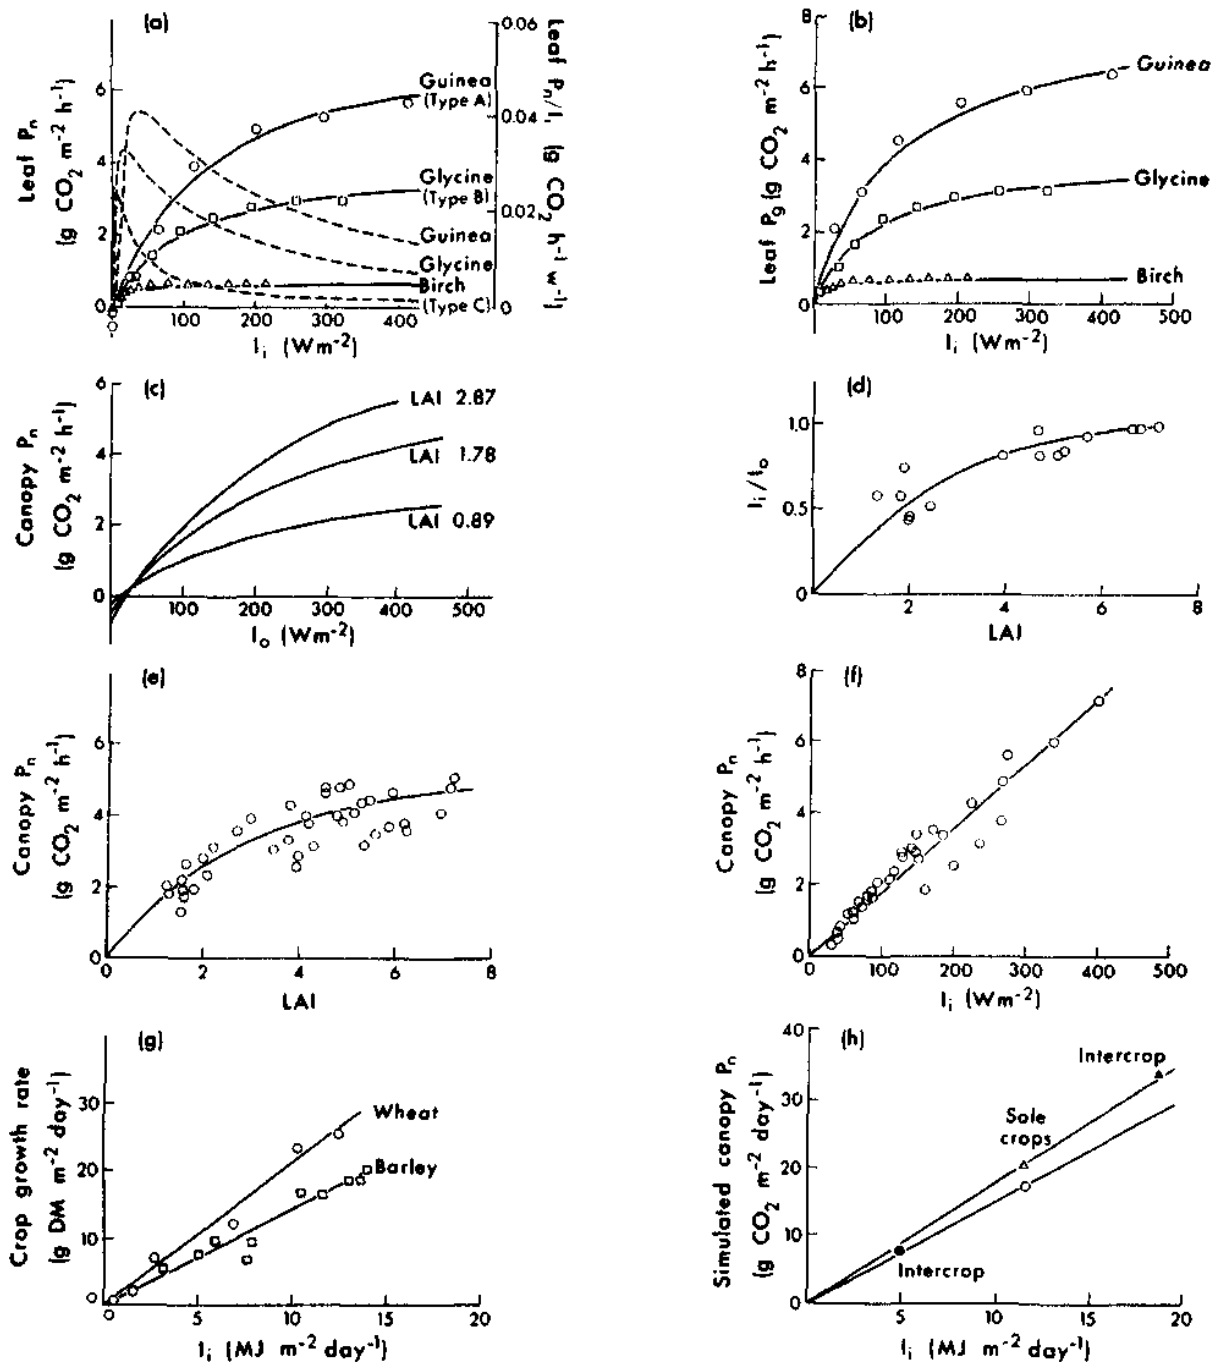 (a)
Leaf Pn
(g CO2 m-2 h-1)
6
4
2
0
0.06
0.04
0.02
0
Leaf Pn/Ii (g CO2 h-1 w-1)
Guinea
(Type A)
Glycine
(Type B)
Guinea
Glycine
Birch
(Type C)
100 200 300 400
Ii (Wm-2)
(b)
Leaf Pg (g CO2 m-2 h-1)
8
6
4
2
0
Guinea
Glycine
Birch
100 200 300 400 500
Ii (Wm-2)
(c)
Canopy Pn
(g CO2 m-2 h-1)
6
4
2
0
LAI 2.87
LAI 1.78
LAI 0.89
100 200 300 400 500
Io (Wm-2)
(d)
Ii/Io
1.0
0.5
0
2 4 6 8
LAI
(e)
Canopy Pn
(g CO2 m-2 h-1)
6
4
2
0
0 2 4 6 8
LAI
(f)
Canopy Pn
(g CO2 m-2 h-1)
8
6
4
2
0
0 100 200 300 400 500
Ii (Wm-2)
(g)
Crop growth rate
(g DM m-2 day-1)
30
20
10
0
Wheat
Barley
0 5 10 15 20
Ii (MJ m-2 day-1)
(h)
Simulated canopy Pc
(g CO2 m-2 day-1)
40
30
20
10
0
Intercrop
Sole
crops
Intercrop
5 10 15 20
Ii (MJ m-2 day-1)